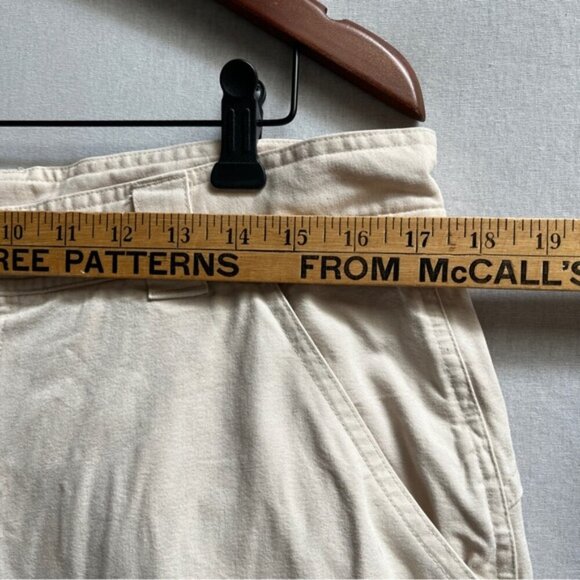 10 11 12 13 14 15 16 17 18 19
REE PATTERNS FROM McCALL'S